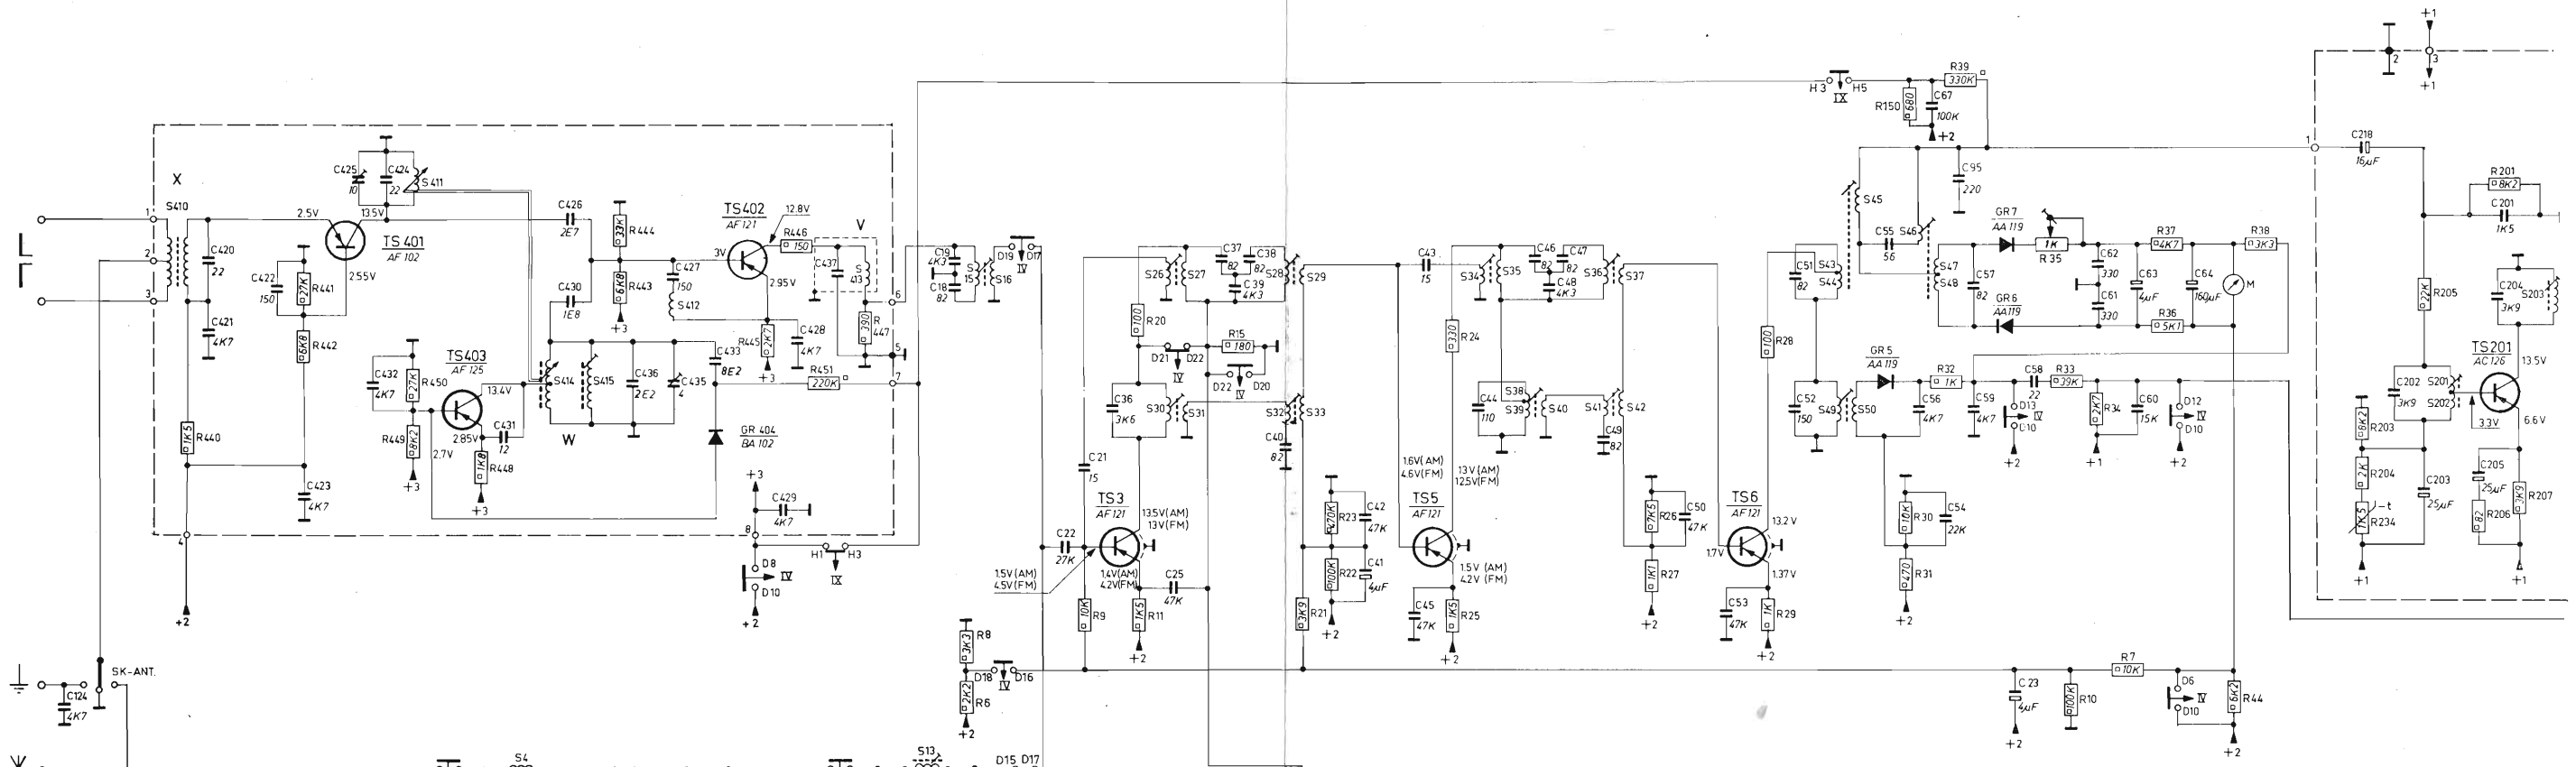 +1
2
3
+1
H3
IX
H5
R39
330K
R150
680
C67
100K
+2
X
S410
1
2
3
C420
22
C421
4K7
C422
150
R441
27K
R442
6K8
R440
1K5
C423
4K7
4
+2
C425
10
C424
22
S411
2.5V
13.5V
TS 401
AF 102
2.55V
C426
2E7
R444
33K
R443
6K8
+3
C430
1E8
C427
150
S412
TS402
AF 121
12.8V
3V
2.95V
R446
150
V
C437
S
413
R
447
390
6
5
7
R445
2K7
+3
C428
4K7
R451
220K
C433
8E2
C435
4
C436
2E2
S415
S414
W
TS403
AF 125
13.4V
2.85V
2.7V
C432
4K7
R450
27K
R449
8K2
+3
C431
12
R448
1K8
+3
GR 404
BA 102
+3
C429
4K7
8
D8
IV
D10
+2
H1
H3
IX
C19
4K3
C18
82
S
15
S16
D19
D17
IV
S26
S27
C37
82
C38
82
C39
4K3
S28
S29
R20
100
D21
D22
IV
R15
180
D22
D20
IV
C36
3K6
S30
S31
S32
S33
C40
82
C21
15
TS3
AF121
13.5V(AM)
13V(FM)
C22
27K
1.5V(AM)
4.5V(FM)
1.4V(AM)
4.2V(FM)
C25
47K
R9
10K
R11
1K5
+2
R8
3K3
R6
2K2
+2
D18
D16
IV
R21
3K9
R23
470K
C42
47K
R22
100K
C41
4µF
+2
C43
15
S34
S35
C46
82
C47
82
C48
4K3
S36
S37
R24
330
S38
S39
S40
C44
110
S41
S42
C49
82
1.6V(AM)
4.6V(FM)
13V(AM)
12.5V(FM)
TS5
AF121
1.5V (AM)
4.2V (FM)
C45
47K
R25
1K5
+2
R26
7K5
C50
47K
R27
1K1
+2
TS6
AF121
13.2V
1.7V
1.37V
C53
47K
R29
1K
+2
R28
100
C51
82
S43
S44
C52
150
S49
S50
S45
C55
56
S46
S47
S48
C95
220
C57
82
GR 7
AA 119
GR 6
AA119
1K
R 35
C62
330
C61
330
C63
4µF
C64
160µF
R37
4K7
R36
5K1
R38
3K3
M
GR 5
AA 119
R32
1K
C56
4K7
C59
4K7
C58
22
R33
39K
D13
IV
D10
+2
R34
2K7
+1
C60
15K
D12
IV
D10
+2
R30
10K
C54
22K
R31
470
+2
C23
4µF
+2
R10
100K
R7
10K
D6
IV
D10
R44
6K2
+2
1
C218
16µF
R205
22K
R201
8K2
C201
1K5
C204
3K9
S203
TS201
AC 126
13.5V
6.6V
3.3V
C202
3K9
S201
S202
R203
8K2
R204
2K
R234
1K5
-t
+1
C203
25µF
C205
25µF
R206
82
R207
3K9
+1
SK-ANT.
C124
4K7
S4
S13
D15 D17